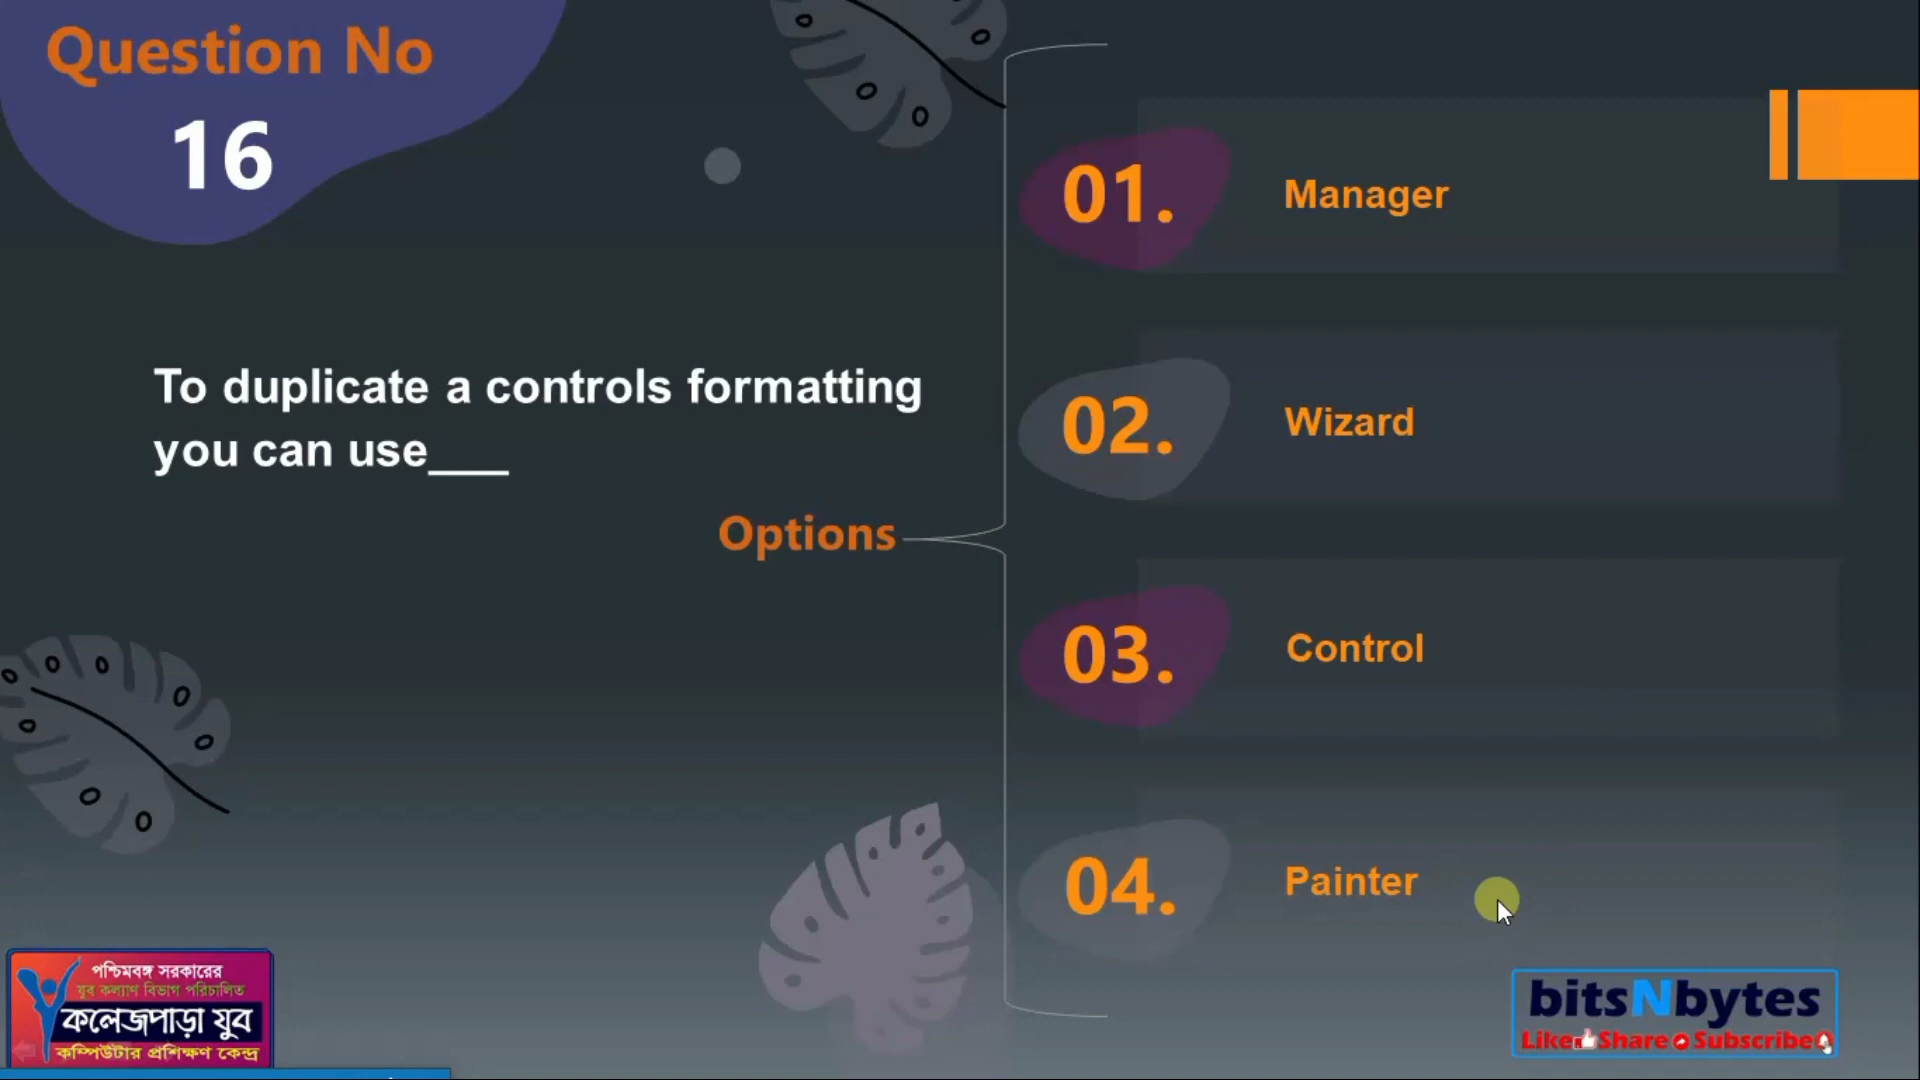 Question No
16
To duplicate a controls formatting
you can use___
Options
01.
Manager
02.
Wizard
03.
Control
04.
Painter
পশ্চিমবঙ্গ সরকারের
যুব কল্যাণ বিভাগ পরিচালিত
কলেজপাড়া যুব
কম্পিউটার প্রশিক্ষণ কেন্দ্র
bitsNbytes
Like Share Subscribe